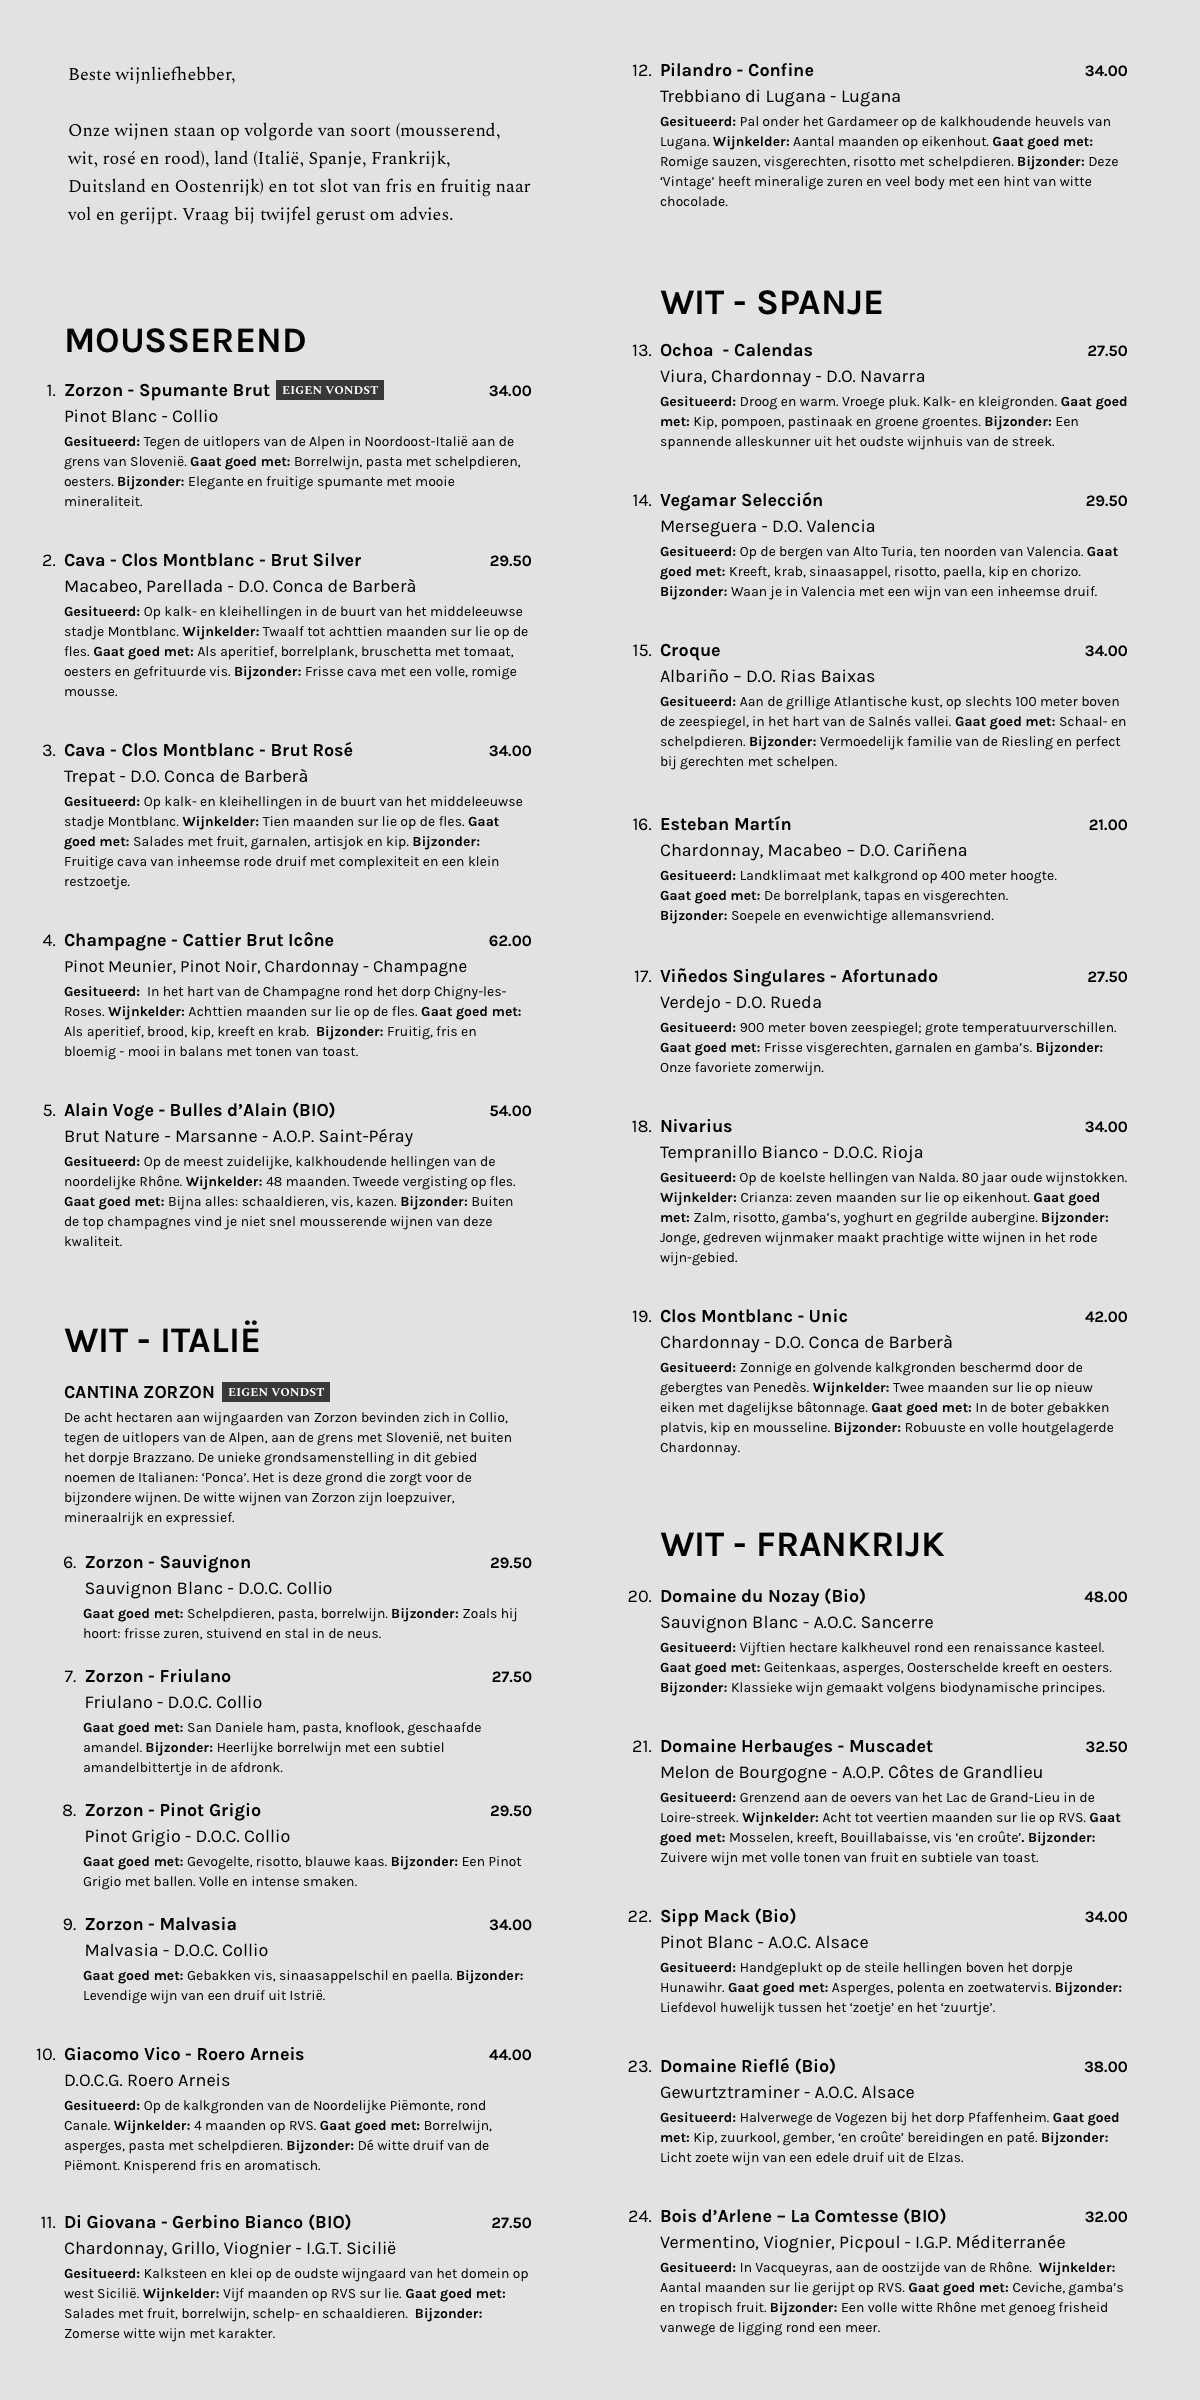 Beste wijnliefhebber,
Onze wijnen staan op volgorde van soort (mousserend,
wit, rosé en rood), land (Italië, Spanje, Frankrijk,
Duitsland en Oostenrijk) en tot slot van fris en fruitig naar
vol en gerijpt. Vraag bij twijfel gerust om advies.
MOUSSEREND
1. Zorzon - Spumante Brut EIGEN VONDST 34.00
Pinot Blanc - Collio
Gesitueerd: Tegen de uitlopers van de Alpen in Noordoost-Italië aan de
grens van Slovenië. Gaat goed met: Borrelwijn, pasta met schelpdieren,
oesters. Bijzonder: Elegante en fruitige spumante met mooie
mineraliteit.
2. Cava - Clos Montblanc - Brut Silver 29.50
Macabeo, Parellada - D.O. Conca de Barberà
Gesitueerd: Op kalk- en kleihellingen in de buurt van het middeleeuwse
stadje Montblanc. Wijnkelder: Twaalf tot achttien maanden sur lie op de
fles. Gaat goed met: Als aperitief, borrelplank, bruschetta met tomaat,
oesters en gefrituurde vis. Bijzonder: Frisse cava met een volle, romige
mousse.
3. Cava - Clos Montblanc - Brut Rosé 34.00
Trepat - D.O. Conca de Barberà
Gesitueerd: Op kalk- en kleihellingen in de buurt van het middeleeuwse
stadje Montblanc. Wijnkelder: Tien maanden sur lie op de fles. Gaat
goed met: Salades met fruit, garnalen, artisjok en kip. Bijzonder:
Fruitige cava van inheemse rode druif met complexiteit en een klein
restzoetje.
4. Champagne - Cattier Brut Icône 62.00
Pinot Meunier, Pinot Noir, Chardonnay - Champagne
Gesitueerd: In het hart van de Champagne rond het dorp Chigny-les-
Roses. Wijnkelder: Achttien maanden sur lie op de fles. Gaat goed met:
Als aperitief, brood, kip, kreeft en krab. Bijzonder: Fruitig, fris en
bloemig - mooi in balans met tonen van toast.
5. Alain Voge - Bulles d’Alain (BIO) 54.00
Brut Nature - Marsanne - A.O.P. Saint-Péray
Gesitueerd: Op de meest zuidelijke, kalkhoudende hellingen van de
noordelijke Rhône. Wijnkelder: 48 maanden. Tweede vergisting op fles.
Gaat goed met: Bijna alles: schaaldieren, vis, kazen. Bijzonder: Buiten
de top champagnes vind je niet snel mousserende wijnen van deze
kwaliteit.
WIT - ITALIË
CANTINA ZORZON EIGEN VONDST
De acht hectaren aan wijngaarden van Zorzon bevinden zich in Collio,
tegen de uitlopers van de Alpen, aan de grens met Slovenië, net buiten
het dorpje Brazzano. De unieke grondsamenstelling in dit gebied
noemen de Italianen: ‘Ponca’. Het is deze grond die zorgt voor de
bijzondere wijnen. De witte wijnen van Zorzon zijn loepzuiver,
mineraalrijk en expressief.
6. Zorzon - Sauvignon 29.50
Sauvignon Blanc - D.O.C. Collio
Gaat goed met: Schelpdieren, pasta, borrelwijn. Bijzonder: Zoals hij
hoort: frisse zuren, stuivend en stal in de neus.
7. Zorzon - Friulano 27.50
Friulano - D.O.C. Collio
Gaat goed met: San Daniele ham, pasta, knoflook, geschaafde
amandel. Bijzonder: Heerlijke borrelwijn met een subtiel
amandelbittertje in de afdronk.
8. Zorzon - Pinot Grigio 29.50
Pinot Grigio - D.O.C. Collio
Gaat goed met: Gevogelte, risotto, blauwe kaas. Bijzonder: Een Pinot
Grigio met ballen. Volle en intense smaken.
9. Zorzon - Malvasia 34.00
Malvasia - D.O.C. Collio
Gaat goed met: Gebakken vis, sinaasappelschil en paella. Bijzonder:
Levendige wijn van een druif uit Istrië.
10. Giacomo Vico - Roero Arneis 44.00
D.O.C.G. Roero Arneis
Gesitueerd: Op de kalkgronden van de Noordelijke Piëmonte, rond
Canale. Wijnkelder: 4 maanden op RVS. Gaat goed met: Borrelwijn,
asperges, pasta met schelpdieren. Bijzonder: Dé witte druif van de
Piëmont. Knisperend fris en aromatisch.
11. Di Giovana - Gerbino Bianco (BIO) 27.50
Chardonnay, Grillo, Viognier - I.G.T. Sicilië
Gesitueerd: Kalksteen en klei op de oudste wijngaard van het domein op
west Sicilië. Wijnkelder: Vijf maanden op RVS sur lie. Gaat goed met:
Salades met fruit, borrelwijn, schelp- en schaaldieren. Bijzonder:
Zomerse witte wijn met karakter.
12. Pilandro - Confine 34.00
Trebbiano di Lugana - Lugana
Gesitueerd: Pal onder het Gardameer op de kalkhoudende heuvels van
Lugana. Wijnkelder: Aantal maanden op eikenhout. Gaat goed met:
Romige sauzen, visgerechten, risotto met schelpdieren. Bijzonder: Deze
‘Vintage’ heeft mineralige zuren en veel body met een hint van witte
chocolade.
WIT - SPANJE
13. Ochoa - Calendas 27.50
Viura, Chardonnay - D.O. Navarra
Gesitueerd: Droog en warm. Vroege pluk. Kalk- en kleigronden. Gaat goed
met: Kip, pompoen, pastinaak en groene groentes. Bijzonder: Een
spannende alleskunner uit het oudste wijnhuis van de streek.
14. Vegamar Selección 29.50
Merseguera - D.O. Valencia
Gesitueerd: Op de bergen van Alto Turia, ten noorden van Valencia. Gaat
goed met: Kreeft, krab, sinaasappel, risotto, paella, kip en chorizo.
Bijzonder: Waan je in Valencia met een wijn van een inheemse druif.
15. Croque 34.00
Albariño – D.O. Rias Baixas
Gesitueerd: Aan de grillige Atlantische kust, op slechts 100 meter boven
de zeespiegel, in het hart van de Salnés vallei. Gaat goed met: Schaal- en
schelpdieren. Bijzonder: Vermoedelijk familie van de Riesling en perfect
bij gerechten met schelpen.
16. Esteban Martín 21.00
Chardonnay, Macabeo – D.O. Cariñena
Gesitueerd: Landklimaat met kalkgrond op 400 meter hoogte.
Gaat goed met: De borrelplank, tapas en visgerechten.
Bijzonder: Soepele en evenwichtige allemansvriend.
17. Viñedos Singulares - Afortunado 27.50
Verdejo - D.O. Rueda
Gesitueerd: 900 meter boven zeespiegel; grote temperatuurverschillen.
Gaat goed met: Frisse visgerechten, garnalen en gamba’s. Bijzonder:
Onze favoriete zomerwijn.
18. Nivarius 34.00
Tempranillo Bianco - D.O.C. Rioja
Gesitueerd: Op de koelste hellingen van Nalda. 80 jaar oude wijnstokken.
Wijnkelder: Crianza: zeven maanden sur lie op eikenhout. Gaat goed
met: Zalm, risotto, gamba’s, yoghurt en gegrilde aubergine. Bijzonder:
Jonge, gedreven wijnmaker maakt prachtige witte wijnen in het rode
wijn-gebied.
19. Clos Montblanc - Unic 42.00
Chardonnay - D.O. Conca de Barberà
Gesitueerd: Zonnige en golvende kalkgronden beschermd door de
gebergtes van Penedès. Wijnkelder: Twee maanden sur lie op nieuw
eiken met dagelijkse bâtonnage. Gaat goed met: In de boter gebakken
platvis, kip en mousseline. Bijzonder: Robuuste en volle houtgelagerde
Chardonnay.
WIT - FRANKRIJK
20. Domaine du Nozay (Bio) 48.00
Sauvignon Blanc - A.O.C. Sancerre
Gesitueerd: Vijftien hectare kalkheuvel rond een renaissance kasteel.
Gaat goed met: Geitenkaas, asperges, Oosterschelde kreeft en oesters.
Bijzonder: Klassieke wijn gemaakt volgens biodynamische principes.
21. Domaine Herbauges - Muscadet 32.50
Melon de Bourgogne - A.O.P. Côtes de Grandlieu
Gesitueerd: Grenzend aan de oevers van het Lac de Grand-Lieu in de
Loire-streek. Wijnkelder: Acht tot veertien maanden sur lie op RVS. Gaat
goed met: Mosselen, kreeft, Bouillabaisse, vis ‘en croûte’. Bijzonder:
Zuivere wijn met volle tonen van fruit en subtiele van toast.
22. Sipp Mack (Bio) 34.00
Pinot Blanc - A.O.C. Alsace
Gesitueerd: Handgeplukt op de steile hellingen boven het dorpje
Hunawihr. Gaat goed met: Asperges, polenta en zoetwatervis. Bijzonder:
Liefdevol huwelijk tussen het ‘zoetje’ en het ‘zuurtje’.
23. Domaine Rieflé (Bio) 38.00
Gewurtztraminer - A.O.C. Alsace
Gesitueerd: Halverwege de Vogezen bij het dorp Pfaffenheim. Gaat goed
met: Kip, zuurkool, gember, ‘en croûte’ bereidingen en paté. Bijzonder:
Licht zoete wijn van een edele druif uit de Elzas.
24. Bois d’Arlene – La Comtesse (BIO) 32.00
Vermentino, Viognier, Picpoul - I.G.P. Méditerranée
Gesitueerd: In Vacqueyras, aan de oostzijde van de Rhône. Wijnkelder:
Aantal maanden sur lie gerijpt op RVS. Gaat goed met: Ceviche, gamba’s
en tropisch fruit. Bijzonder: Een volle witte Rhône met genoeg frisheid
vanwege de ligging rond een meer.